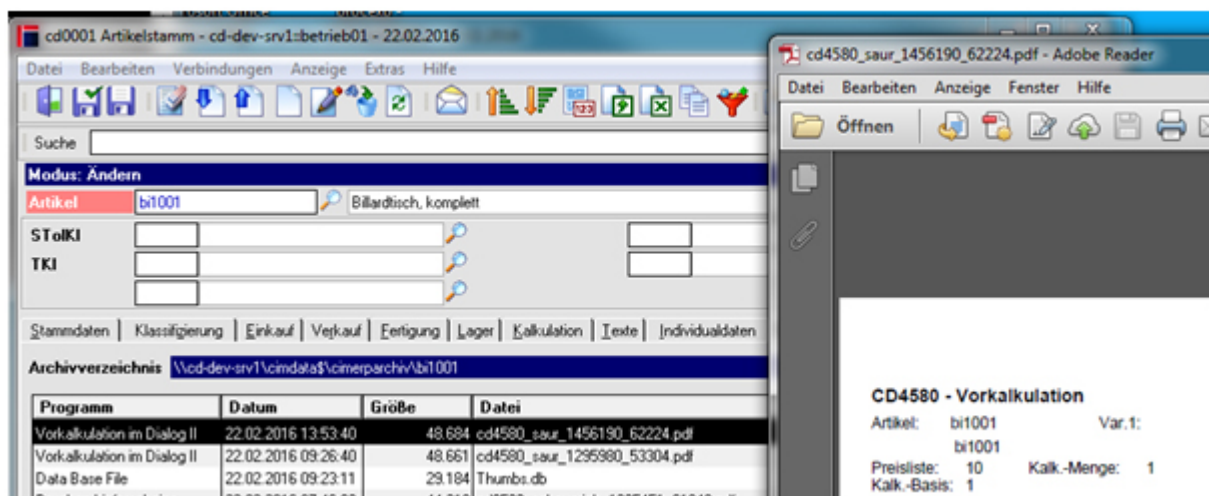 cd0001 Artikelstamm - cd-dev-srv1::betrieb01 - 22.02.2016
Datei Bearbeiten Verbindungen Anzeige Extras Hilfe
Suche
Modus: Ändern
Artikel bi1001 Billardtisch, komplett
STolKl
TKl
Stammdaten Klassifizierung Einkauf Verkauf Fertigung Lager Kalkulation Texte Individualdaten
Archivverzeichnis \\cd-dev-srv1\cimdata$\cimerparchiv\bi1001
Programm Datum Größe Datei
Vorkalkulation im Dialog II 22.02.2016 13:53:40 48.684 cd4580_saur_1456190_62224.pdf
Vorkalkulation im Dialog II 22.02.2016 09:26:40 48.661 cd4580_saur_1295980_53304.pdf
Data Base File 22.02.2016 09:23:11 29.184 Thumbs.db
cd4580_saur_1456190_62224.pdf - Adobe Reader
Datei Bearbeiten Anzeige Fenster Hilfe
Öffnen
CD4580 - Vorkalkulation
Artikel: bi1001 Var.1:
bi1001
Preisliste: 10 Kalk.-Menge: 1
Kalk.-Basis: 1